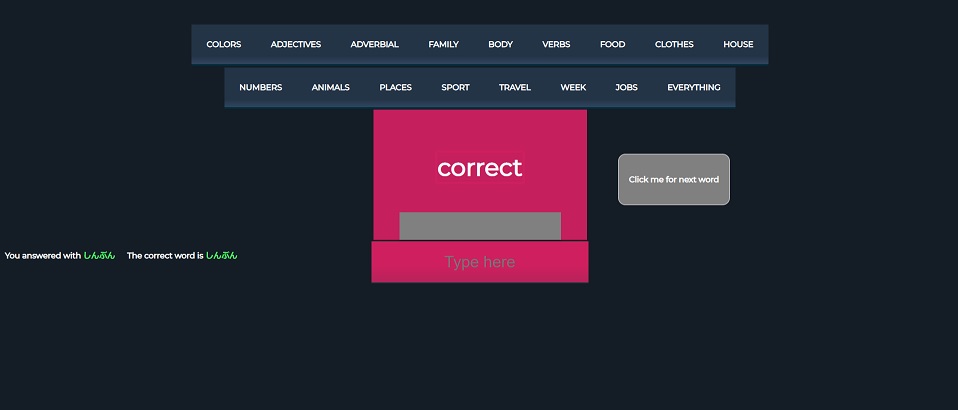 COLORS ADJECTIVES ADVERBIAL FAMILY BODY VERBS FOOD CLOTHES HOUSE
NUMBERS ANIMALS PLACES SPORT TRAVEL WEEK JOBS EVERYTHING
correct
Click me for next word
You answered with しんぶん The correct word is しんぶん
Type here